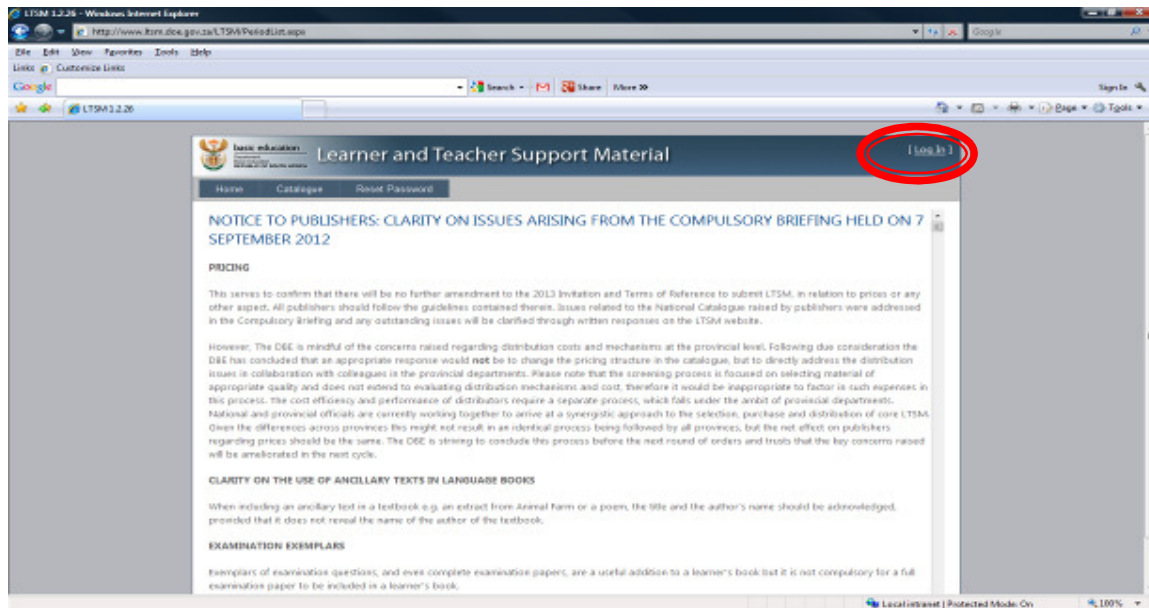 LTSM 1.2.26 - Windows Internet Explorer
http://www.ltsm.doe.gov.za/LTSM/PeriodList.aspx
Google
File Edit View Favorites Tools Help
Links Customize Links
Google Search Share More »
Sign In
LTSM 1.2.26
Page Tools
basic education
Department:
Basic Education
REPUBLIC OF SOUTH AFRICA
Learner and Teacher Support Material
[ Log In ]
Home Catalogue Reset Password
NOTICE TO PUBLISHERS: CLARITY ON ISSUES ARISING FROM THE COMPULSORY BRIEFING HELD ON 7
SEPTEMBER 2012
PRICING
This serves to confirm that there will be no further amendment to the 2013 Invitation and Terms of Reference to submit LTSM, in relation to prices or any
other aspect. All publishers should follow the guidelines contained therein. Issues related to the National Catalogue raised by publishers were addressed
in the Compulsory Briefing and any outstanding issues will be clarified through written responses on the LTSM website.
However, The DBE is mindful of the concerns raised regarding distribution costs and mechanisms at the provincial level. Following due consideration the
DBE has concluded that an appropriate response would not be to change the pricing structure in the catalogue, but to directly address the distribution
issues in collaboration with colleagues in the provincial departments. Please note that the screening process is focused on selecting material of
appropriate quality and does not extend to evaluating distribution mechanisms and cost, therefore it would be inappropriate to factor in such expenses in
this process. The cost efficiency and performance of distributors require a separate process, which falls under the ambit of provincial departments.
National and provincial officials are currently working together to arrive at a synergistic approach to the selection, purchase and distribution of core LTSM.
Given the differences across provinces this might not result in an identical process being followed by all provinces, but the net effect on publishers
regarding prices should be the same. The DBE is striving to conclude this process before the next round of orders and trusts that the key concerns raised
will be ameliorated in the next cycle.
CLARITY ON THE USE OF ANCILLARY TEXTS IN LANGUAGE BOOKS
When including an ancillary text in a textbook e.g. an extract from Animal Farm or a poem, the title and the author's name should be acknowledged,
provided that it does not reveal the name of the author of the textbook.
EXAMINATION EXEMPLARS
Exemplars of examination questions, and even complete examination papers, are a useful addition to a learner's book but it is not compulsory for a full
examination paper to be included in a learner's book.
Local intranet | Protected Mode: On 100%